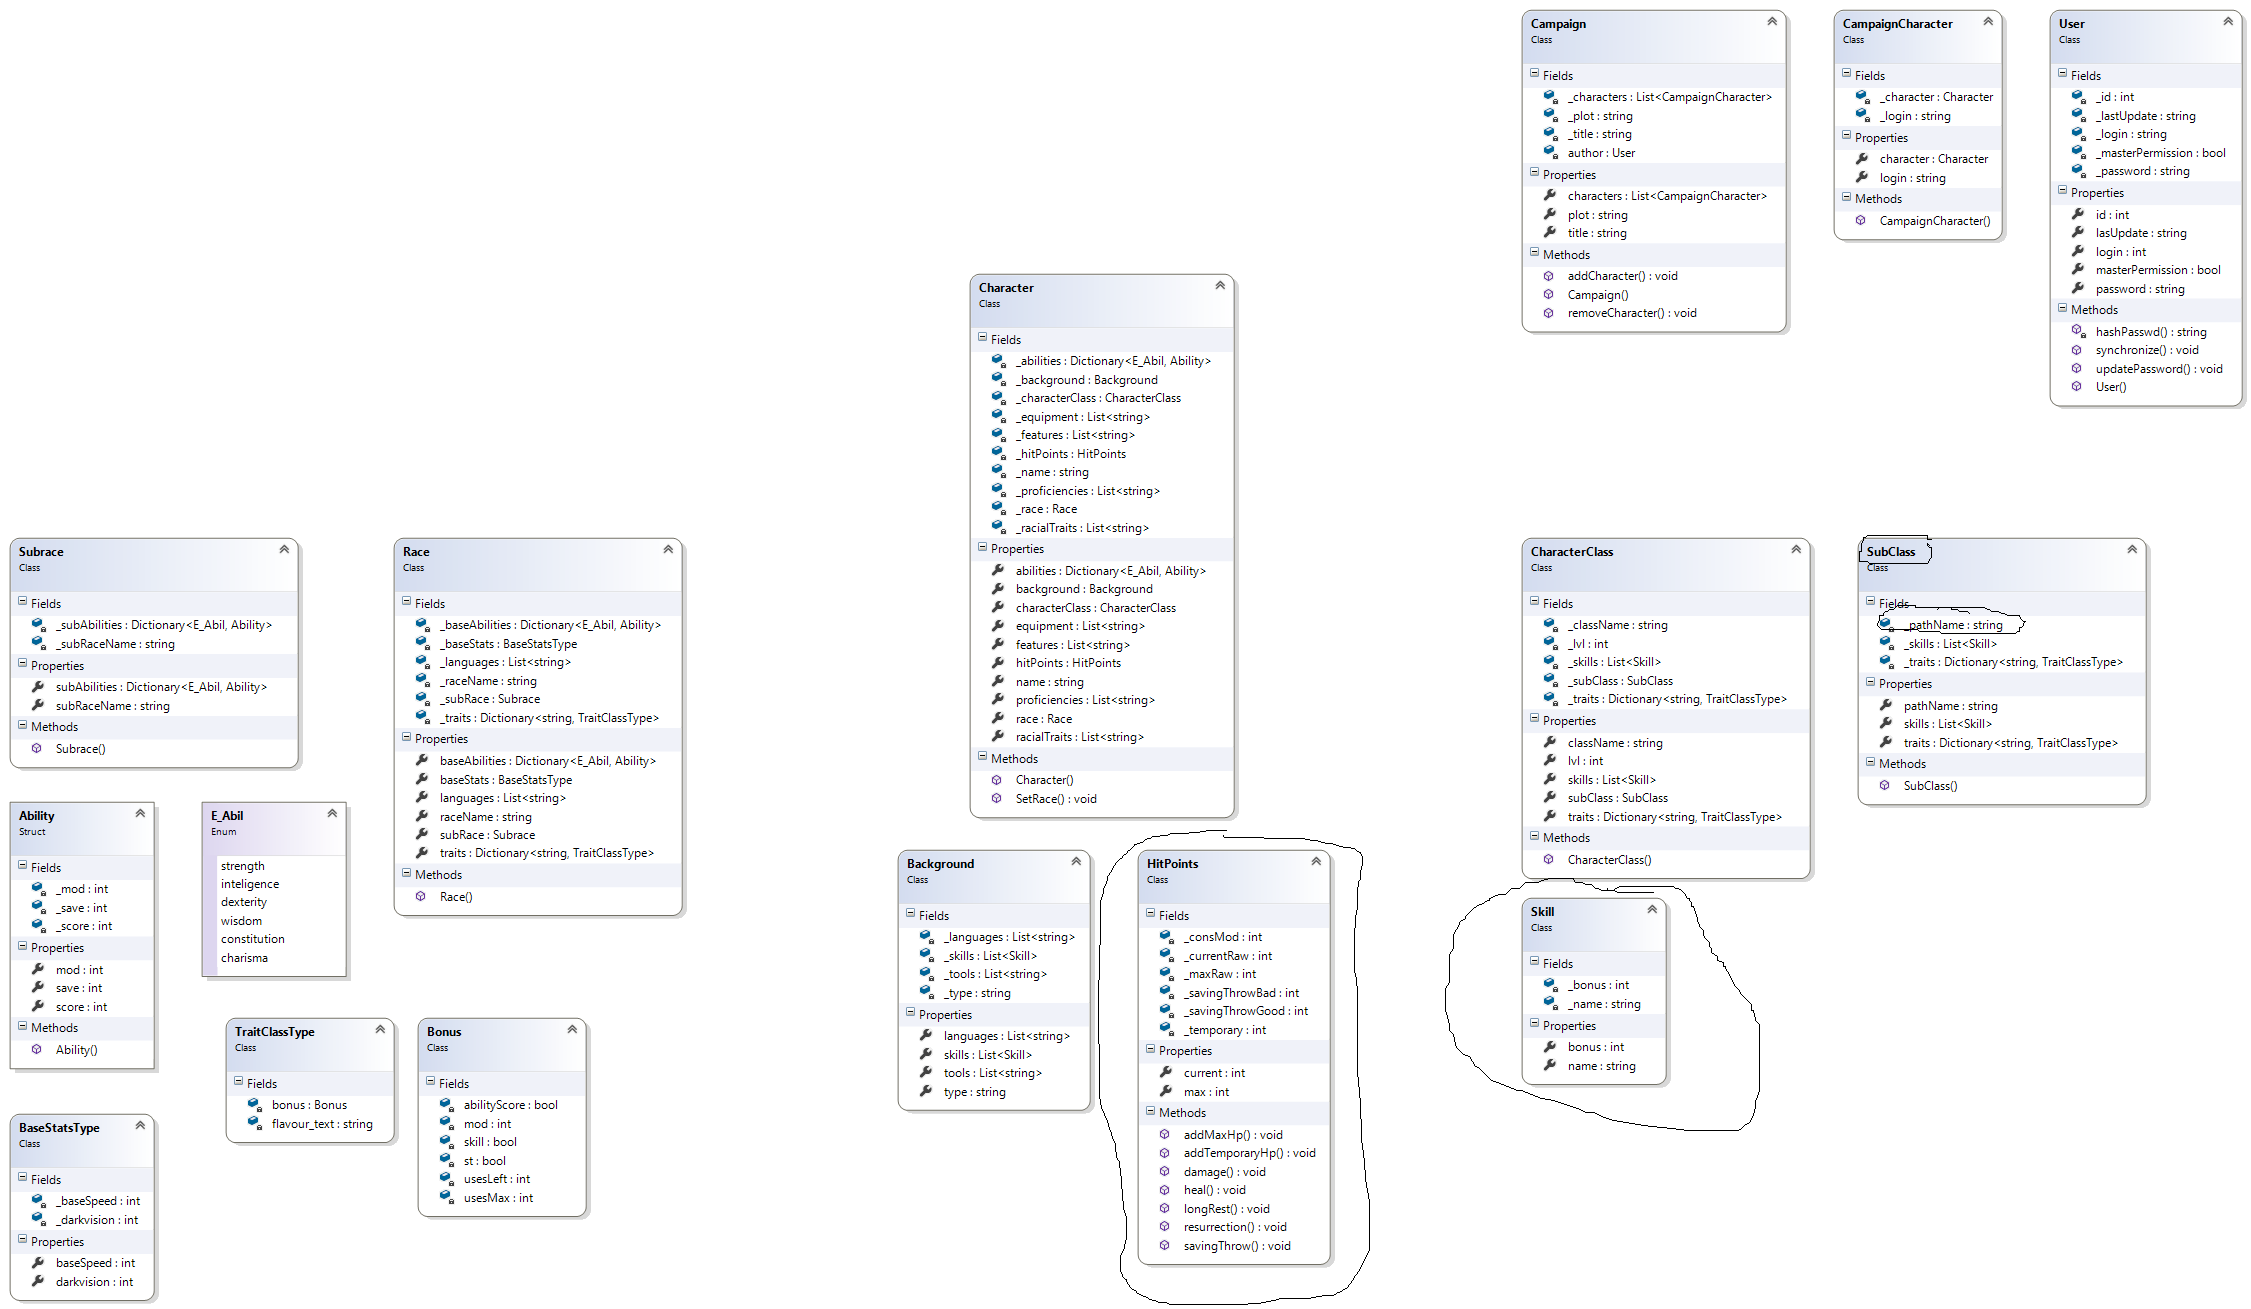 Campaign
Class
Fields
_characters : List<CampaignCharacter>
_plot : string
_title : string
author : User
Properties
characters : List<CampaignCharacter>
plot : string
title : string
Methods
addCharacter() : void
Campaign()
removeCharacter() : void
CampaignCharacter
Class
Fields
_character : Character
_login : string
Properties
character : Character
login : string
Methods
CampaignCharacter()
User
Class
Fields
_id : int
_lastUpdate : string
_login : string
_masterPermission : bool
_password : string
Properties
id : int
lasUpdate : string
login : int
masterPermission : bool
password : string
Methods
hashPasswd() : string
synchronize() : void
updatePassword() : void
User()
Character
Class
Fields
_abilities : Dictionary<E_Abil, Ability>
_background : Background
_characterClass : CharacterClass
_equipment : List<string>
_features : List<string>
_hitPoints : HitPoints
_name : string
_proficiencies : List<string>
_race : Race
_racialTraits : List<string>
Properties
abilities : Dictionary<E_Abil, Ability>
background : Background
characterClass : CharacterClass
equipment : List<string>
features : List<string>
hitPoints : HitPoints
name : string
proficiencies : List<string>
race : Race
racialTraits : List<string>
Methods
Character()
SetRace() : void
Subrace
Class
Fields
_subAbilities : Dictionary<E_Abil, Ability>
_subRaceName : string
Properties
subAbilities : Dictionary<E_Abil, Ability>
subRaceName : string
Methods
Subrace()
Race
Class
Fields
_baseAbilities : Dictionary<E_Abil, Ability>
_baseStats : BaseStatsType
_languages : List<string>
_raceName : string
_subRace : Subrace
_traits : Dictionary<string, TraitClassType>
Properties
baseAbilities : Dictionary<E_Abil, Ability>
baseStats : BaseStatsType
languages : List<string>
raceName : string
subRace : Subrace
traits : Dictionary<string, TraitClassType>
Methods
Race()
CharacterClass
Class
Fields
_className : string
_lvl : int
_skills : List<Skill>
_subClass : SubClass
_traits : Dictionary<string, TraitClassType>
Properties
className : string
lvl : int
skills : List<Skill>
subClass : SubClass
traits : Dictionary<string, TraitClassType>
Methods
CharacterClass()
SubClass
Class
Fields
_pathName : string
_skills : List<Skill>
_traits : Dictionary<string, TraitClassType>
Properties
pathName : string
skills : List<Skill>
traits : Dictionary<string, TraitClassType>
Methods
SubClass()
Ability
Struct
Fields
_mod : int
_save : int
_score : int
Properties
mod : int
save : int
score : int
Methods
Ability()
E_Abil
Enum
strength
inteligence
dexterity
wisdom
constitution
charisma
Background
Class
Fields
_languages : List<string>
_skills : List<Skill>
_tools : List<string>
_type : string
Properties
languages : List<string>
skills : List<Skill>
tools : List<string>
type : string
HitPoints
Class
Fields
_consMod : int
_currentRaw : int
_maxRaw : int
_savingThrowBad : int
_savingThrowGood : int
_temporary : int
Properties
current : int
max : int
Methods
addMaxHp() : void
addTemporaryHp() : void
damage() : void
heal() : void
longRest() : void
resurrection() : void
savingThrow() : void
Skill
Class
Fields
_bonus : int
_name : string
Properties
bonus : int
name : string
TraitClassType
Class
Fields
bonus : Bonus
flavour_text : string
Bonus
Class
Fields
abilityScore : bool
mod : int
skill : bool
st : bool
usesLeft : int
usesMax : int
BaseStatsType
Class
Fields
_baseSpeed : int
_darkvision : int
Properties
baseSpeed : int
darkvision : int